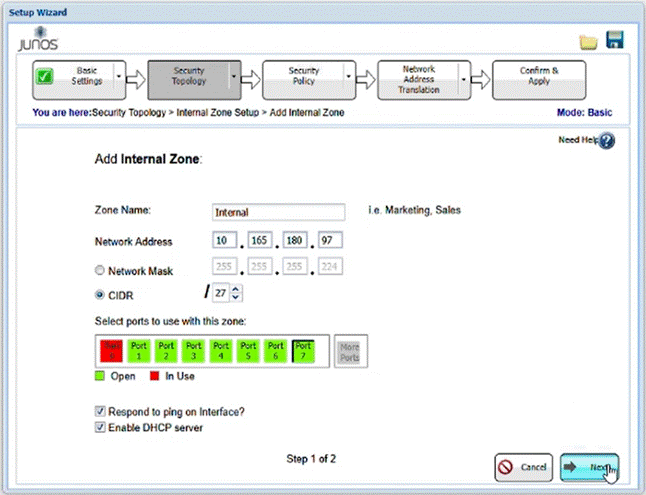 Setup Wizard
JUNOS
Basic Settings
Security Topology
Security Policy
Network Address Translation
Confirm & Apply
You are here:Security Topology > Internal Zone Setup > Add Internal Zone
Mode: Basic
Need Help
Add Internal Zone:
Zone Name: Internal i.e. Marketing, Sales
Network Address 10 . 165 . 180 . 97
Network Mask 255 . 255 . 255 . 224
CIDR / 27
Select ports to use with this zone:
Port 0 Port 1 Port 2 Port 3 Port 4 Port 5 Port 6 Port 7 More Ports
Open In Use
Respond to ping on Interface?
Enable DHCP server
Step 1 of 2
Cancel Next